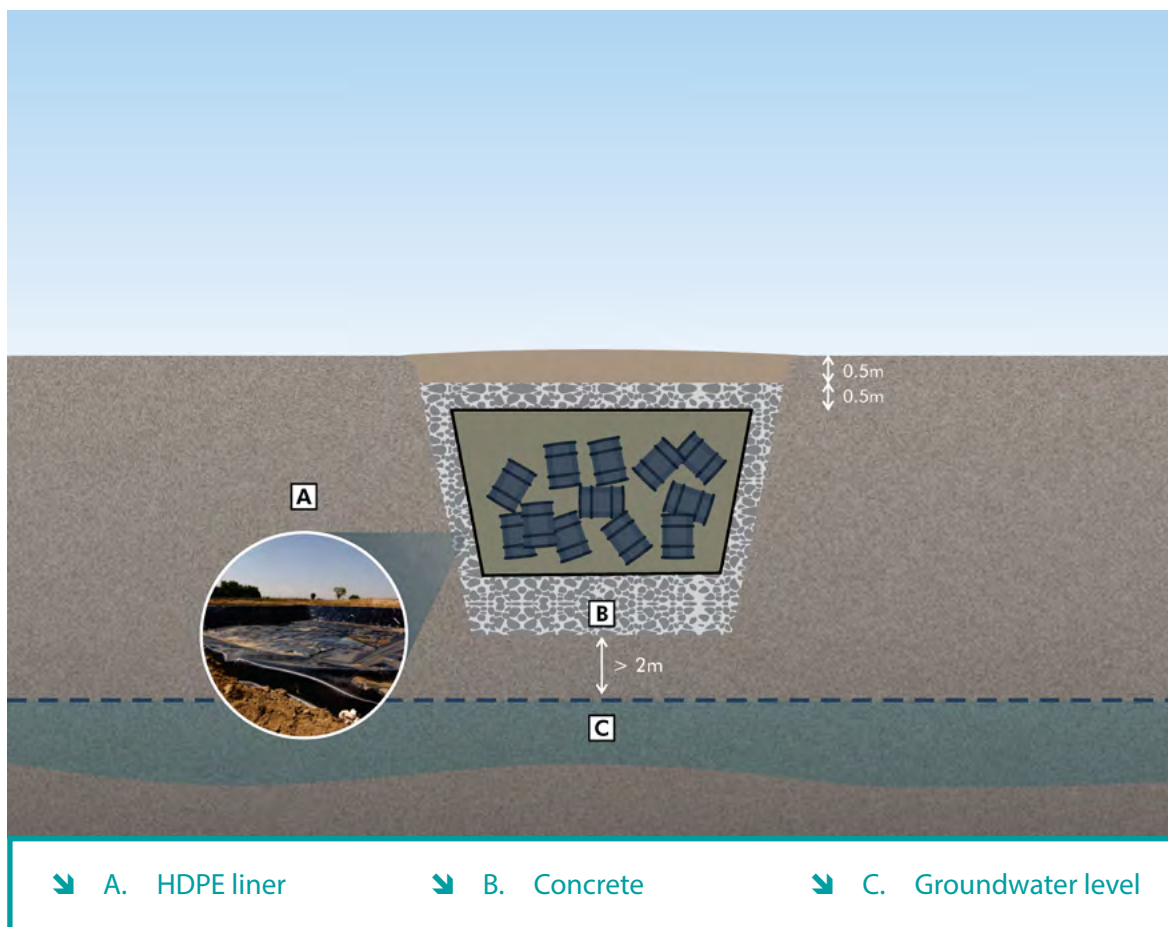 0.5m
0.5m
A
B
> 2m
C
A. HDPE liner B. Concrete C. Groundwater level